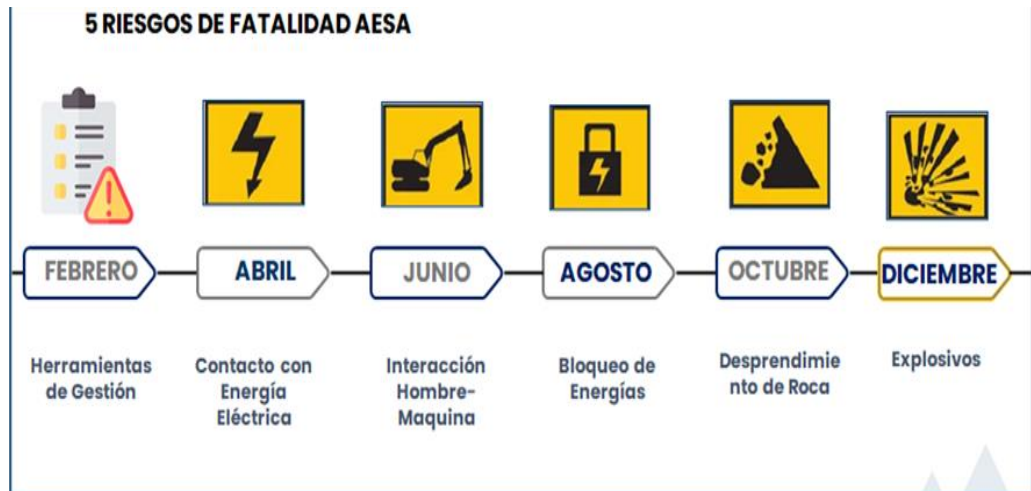 5 RIESGOS DE FATALIDAD AESA
FEBRERO
ABRIL
JUNIO
AGOSTO
OCTUBRE
DICIEMBRE
Herramientas
de Gestión
Contacto con
Energía
Eléctrica
Interacción
Hombre-
Maquina
Bloqueo de
Energías
Desprendimie
nto de Roca
Explosivos